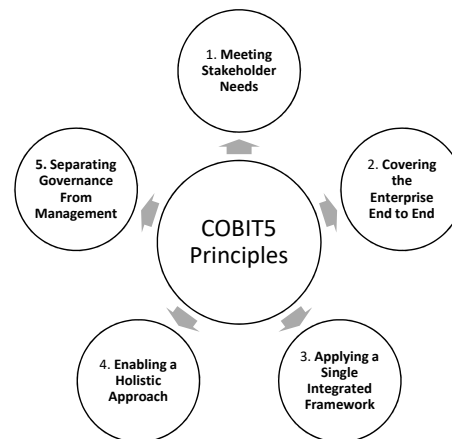 1. Meeting
Stakeholder
Needs
5. Separating
Governance
From
Management
2. Covering
the
Enterprise
End to End
COBIT5
Principles
4. Enabling a
Holistic
Approach
3. Applying a
Single
Integrated
Framework